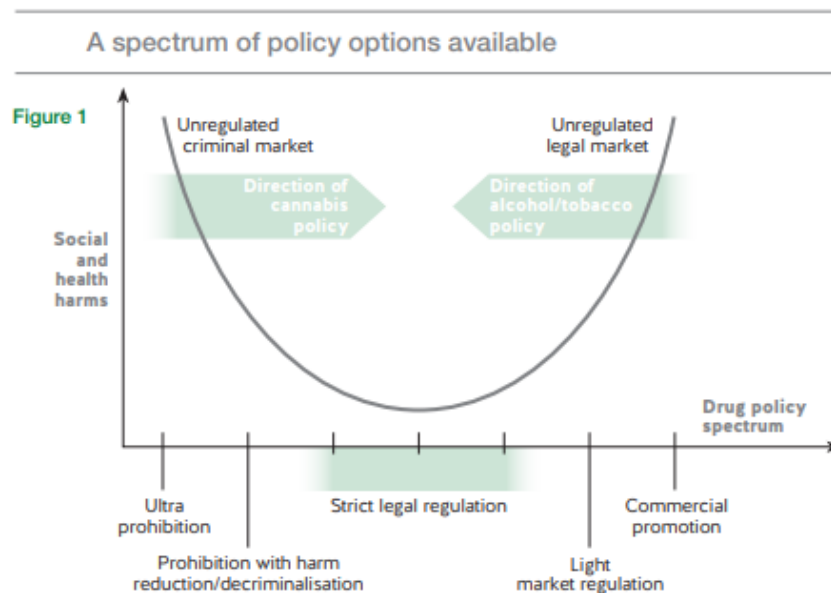 A spectrum of policy options available
Figure 1
Unregulated
criminal market
Unregulated
legal market
Direction of
cannabis
policy
Direction of
alcohol/tobacco
policy
Social
and
health
harms
Drug policy
spectrum
Ultra
prohibition
Prohibition with harm
reduction/decriminalisation
Strict legal regulation
Light
market regulation
Commercial
promotion